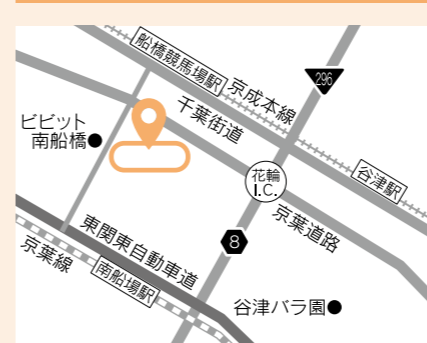 船橋競馬場駅
京成本線
296
千葉街道
ビビット
南船橋
谷津駅
花輪
I.C.
京葉道路
東関東自動車道
8
京葉線
南船場駅
谷津バラ園